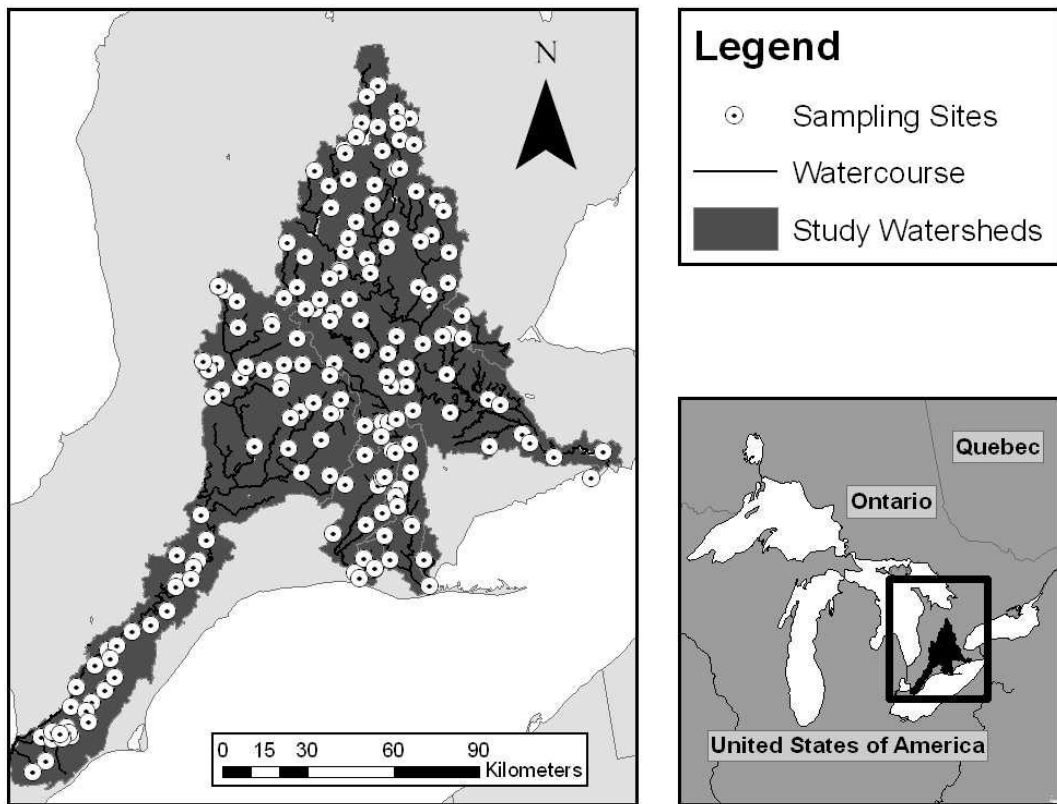 N
0 15 30 60 90
Kilometers
Legend
Sampling Sites
Watercourse
Study Watersheds
Quebec
Ontario
United States of America